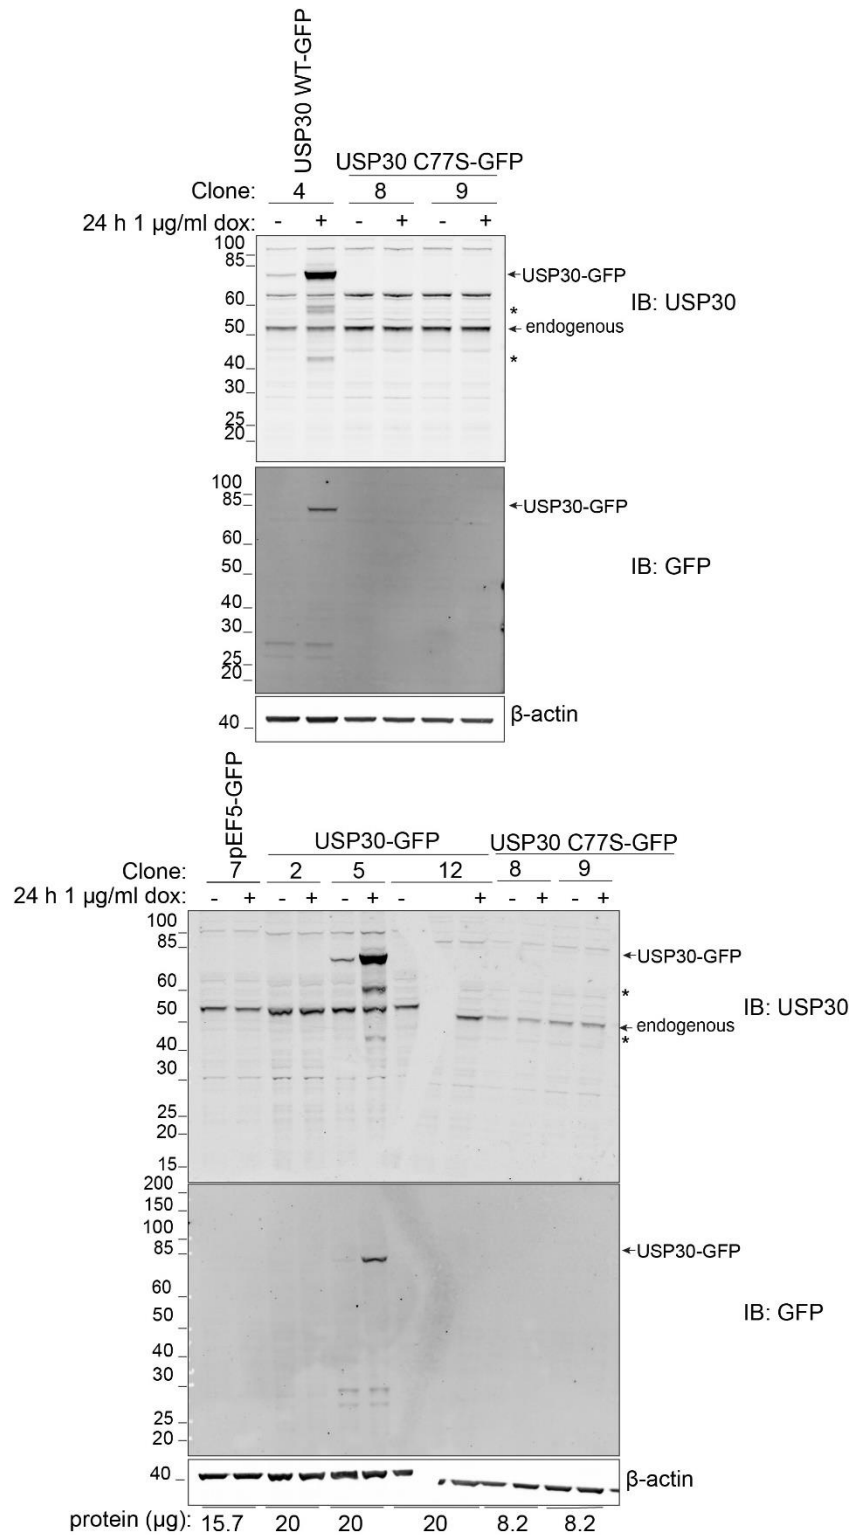 USP30 WT-GFP
USP30 C77S-GFP
Clone: 4 8 9
24 h 1 µg/ml dox: - + - + - +
100
85
USP30-GFP
60
IB: USP30
*
50
endogenous
40
*
30
25
20
100
85
USP30-GFP
60
50
IB: GFP
40
30
25
20
40
β-actin
pEF5-GFP
USP30-GFP
USP30 C77S-GFP
Clone: 7 2 5 12 8 9
24 h 1 µg/ml dox: - + - + - + - + - + - +
100
85
USP30-GFP
60
*
50
IB: USP30
endogenous
40
*
30
25
20
15
200
150
100
85
USP30-GFP
60
50
IB: GFP
40
30
25
20
40
β-actin
protein (µg): 15.7 20 20 20 8.2 8.2